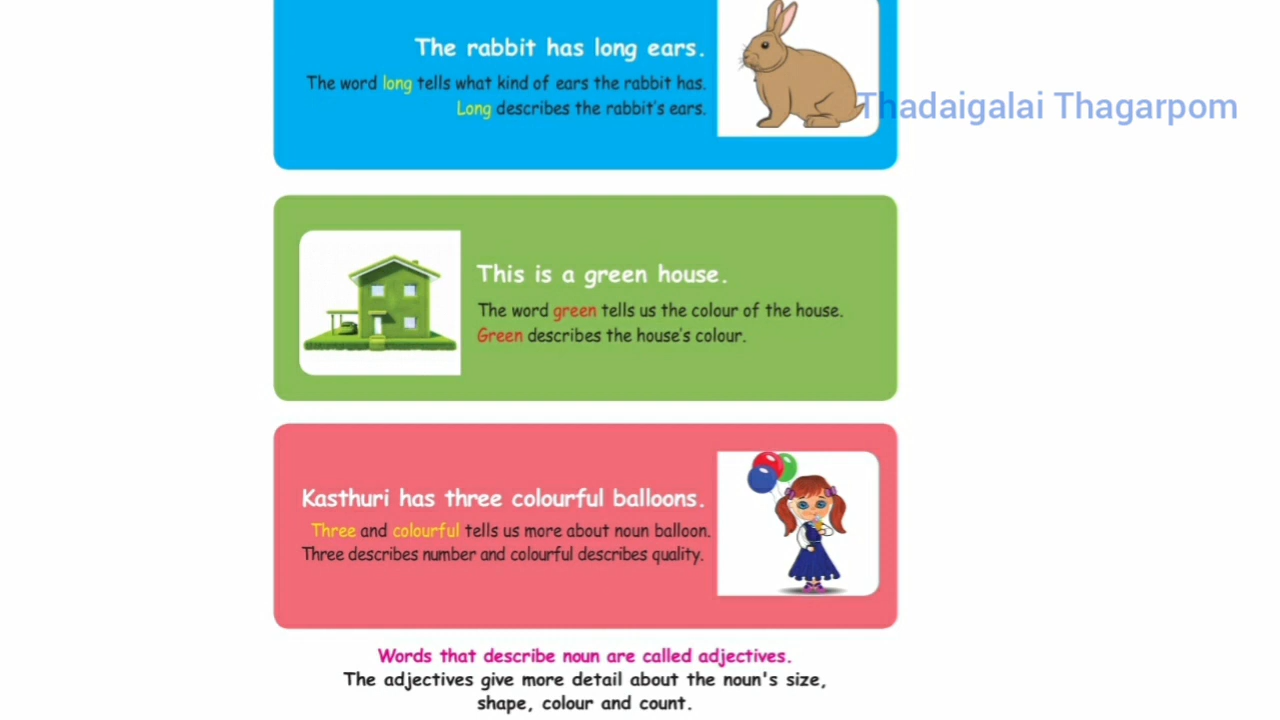 The rabbit has long ears.
The word long tells what kind of ears the rabbit has.
Long describes the rabbit's ears.
Thadaigalai Thagarpom
This is a green house.
The word green tells us the colour of the house.
Green describes the house's colour.
Kasthuri has three colourful balloons.
Three and colourful tells us more about noun balloon.
Three describes number and colourful describes quality.
Words that describe noun are called adjectives.
The adjectives give more detail about the noun's size,
shape, colour and count.